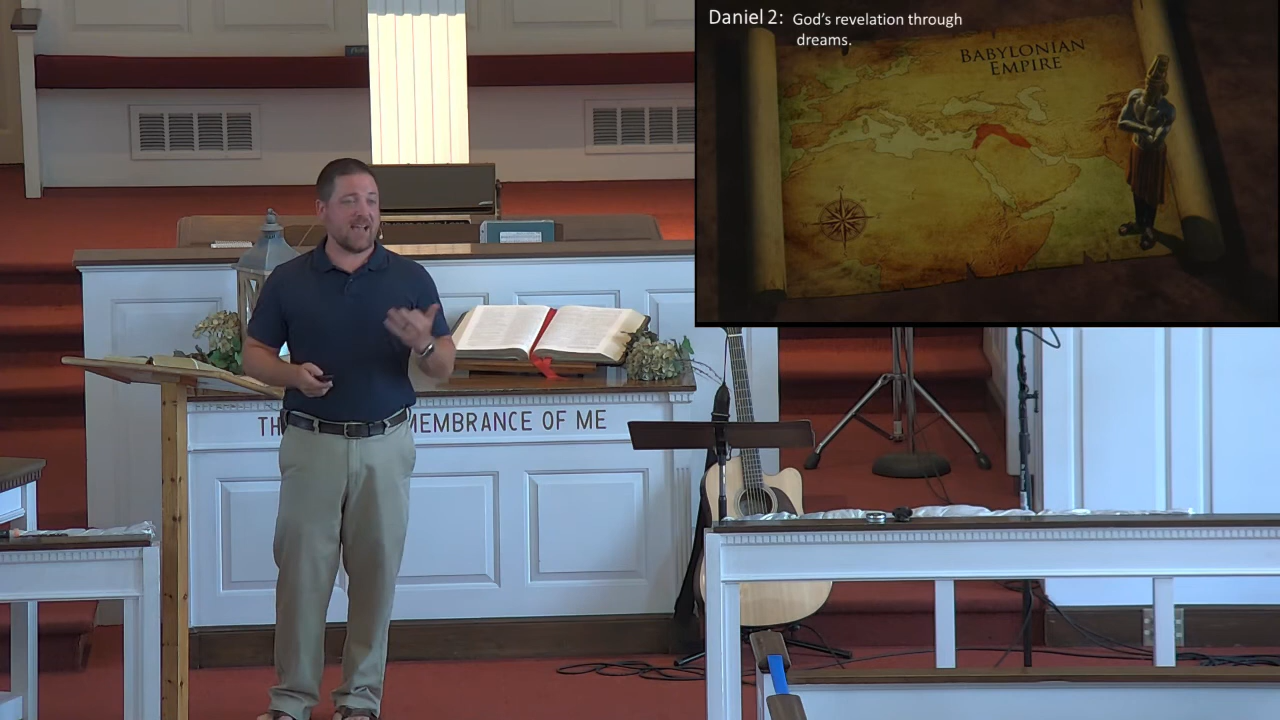 Daniel 2: God's revelation through
dreams.
BABYLONIAN
EMPIRE
TH MEMBRANCE OF ME